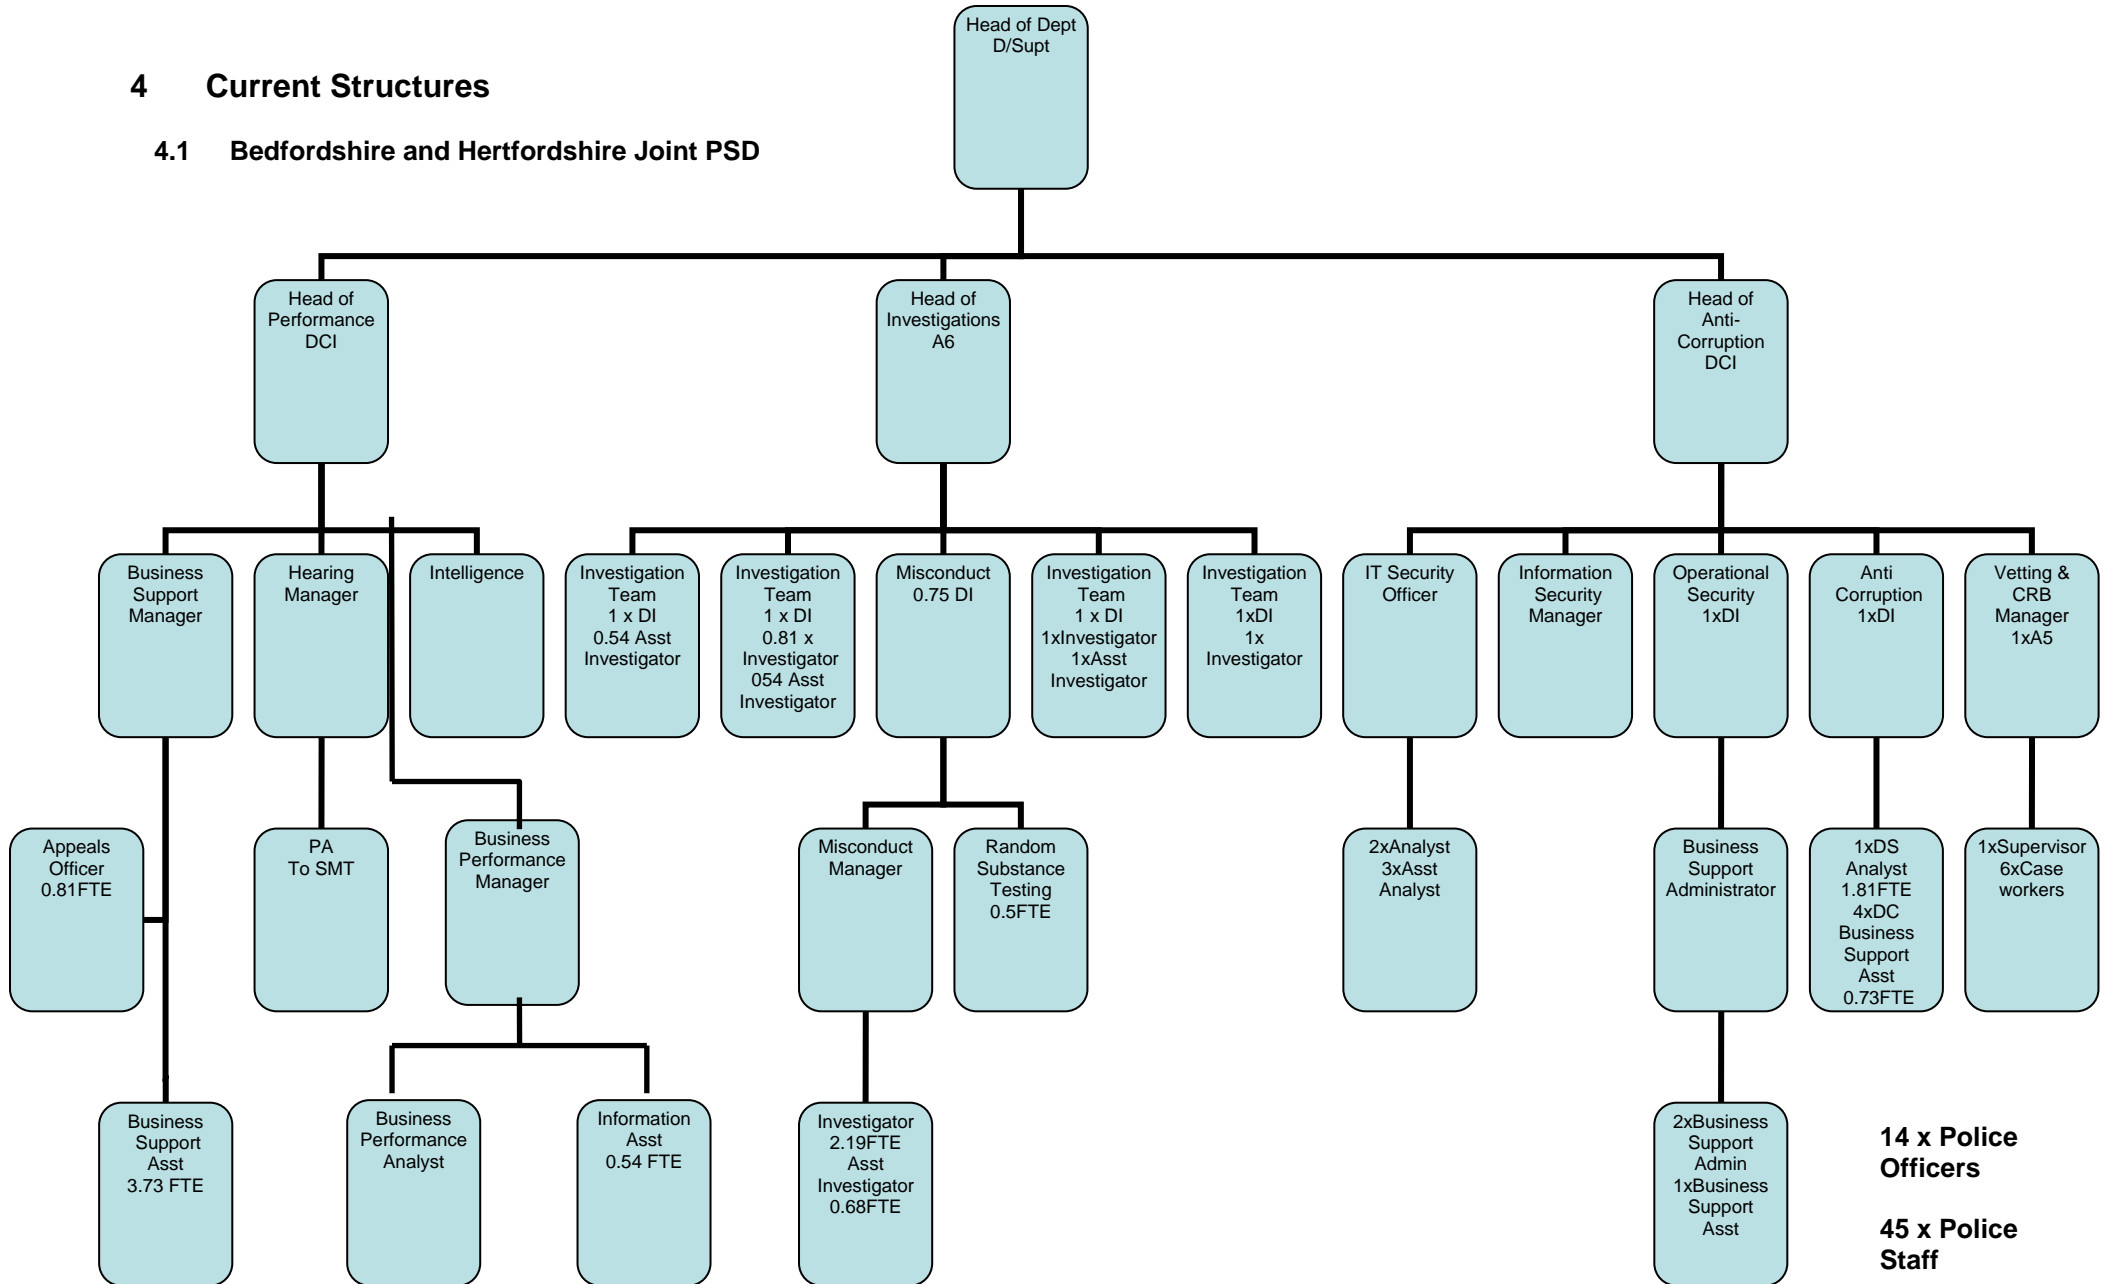 Head of Dept
D/Supt
4 Current Structures
4.1 Bedfordshire and Hertfordshire Joint PSD
Head of
Performance
DCI
Head of
Investigations
A6
Head of
Anti-
Corruption
DCI
Business
Support
Manager
Hearing
Manager
Intelligence
Investigation
Team
1 x DI
0.54 Asst
Investigator
Investigation
Team
1 x DI
0.81 x
Investigator
054 Asst
Investigator
Misconduct
0.75 DI
Investigation
Team
1 x DI
1xInvestigator
1xAsst
Investigator
Investigation
Team
1xDI
1x
Investigator
IT Security
Officer
Information
Security
Manager
Operational
Security
1xDI
Anti
Corruption
1xDI
Vetting &
CRB
Manager
1xA5
Appeals
Officer
0.81FTE
PA
To SMT
Business
Performance
Manager
Misconduct
Manager
Random
Substance
Testing
0.5FTE
2xAnalyst
3xAsst
Analyst
Business
Support
Administrator
1xDS
Analyst
1.81FTE
4xDC
Business
Support
Asst
0.73FTE
1xSupervisor
6xCase
workers
Business
Support
Asst
3.73 FTE
Business
Performance
Analyst
Information
Asst
0.54 FTE
Investigator
2.19FTE
Asst
Investigator
0.68FTE
2xBusiness
Support
Admin
1xBusiness
Support
Asst
14 x Police
Officers
45 x Police
Staff